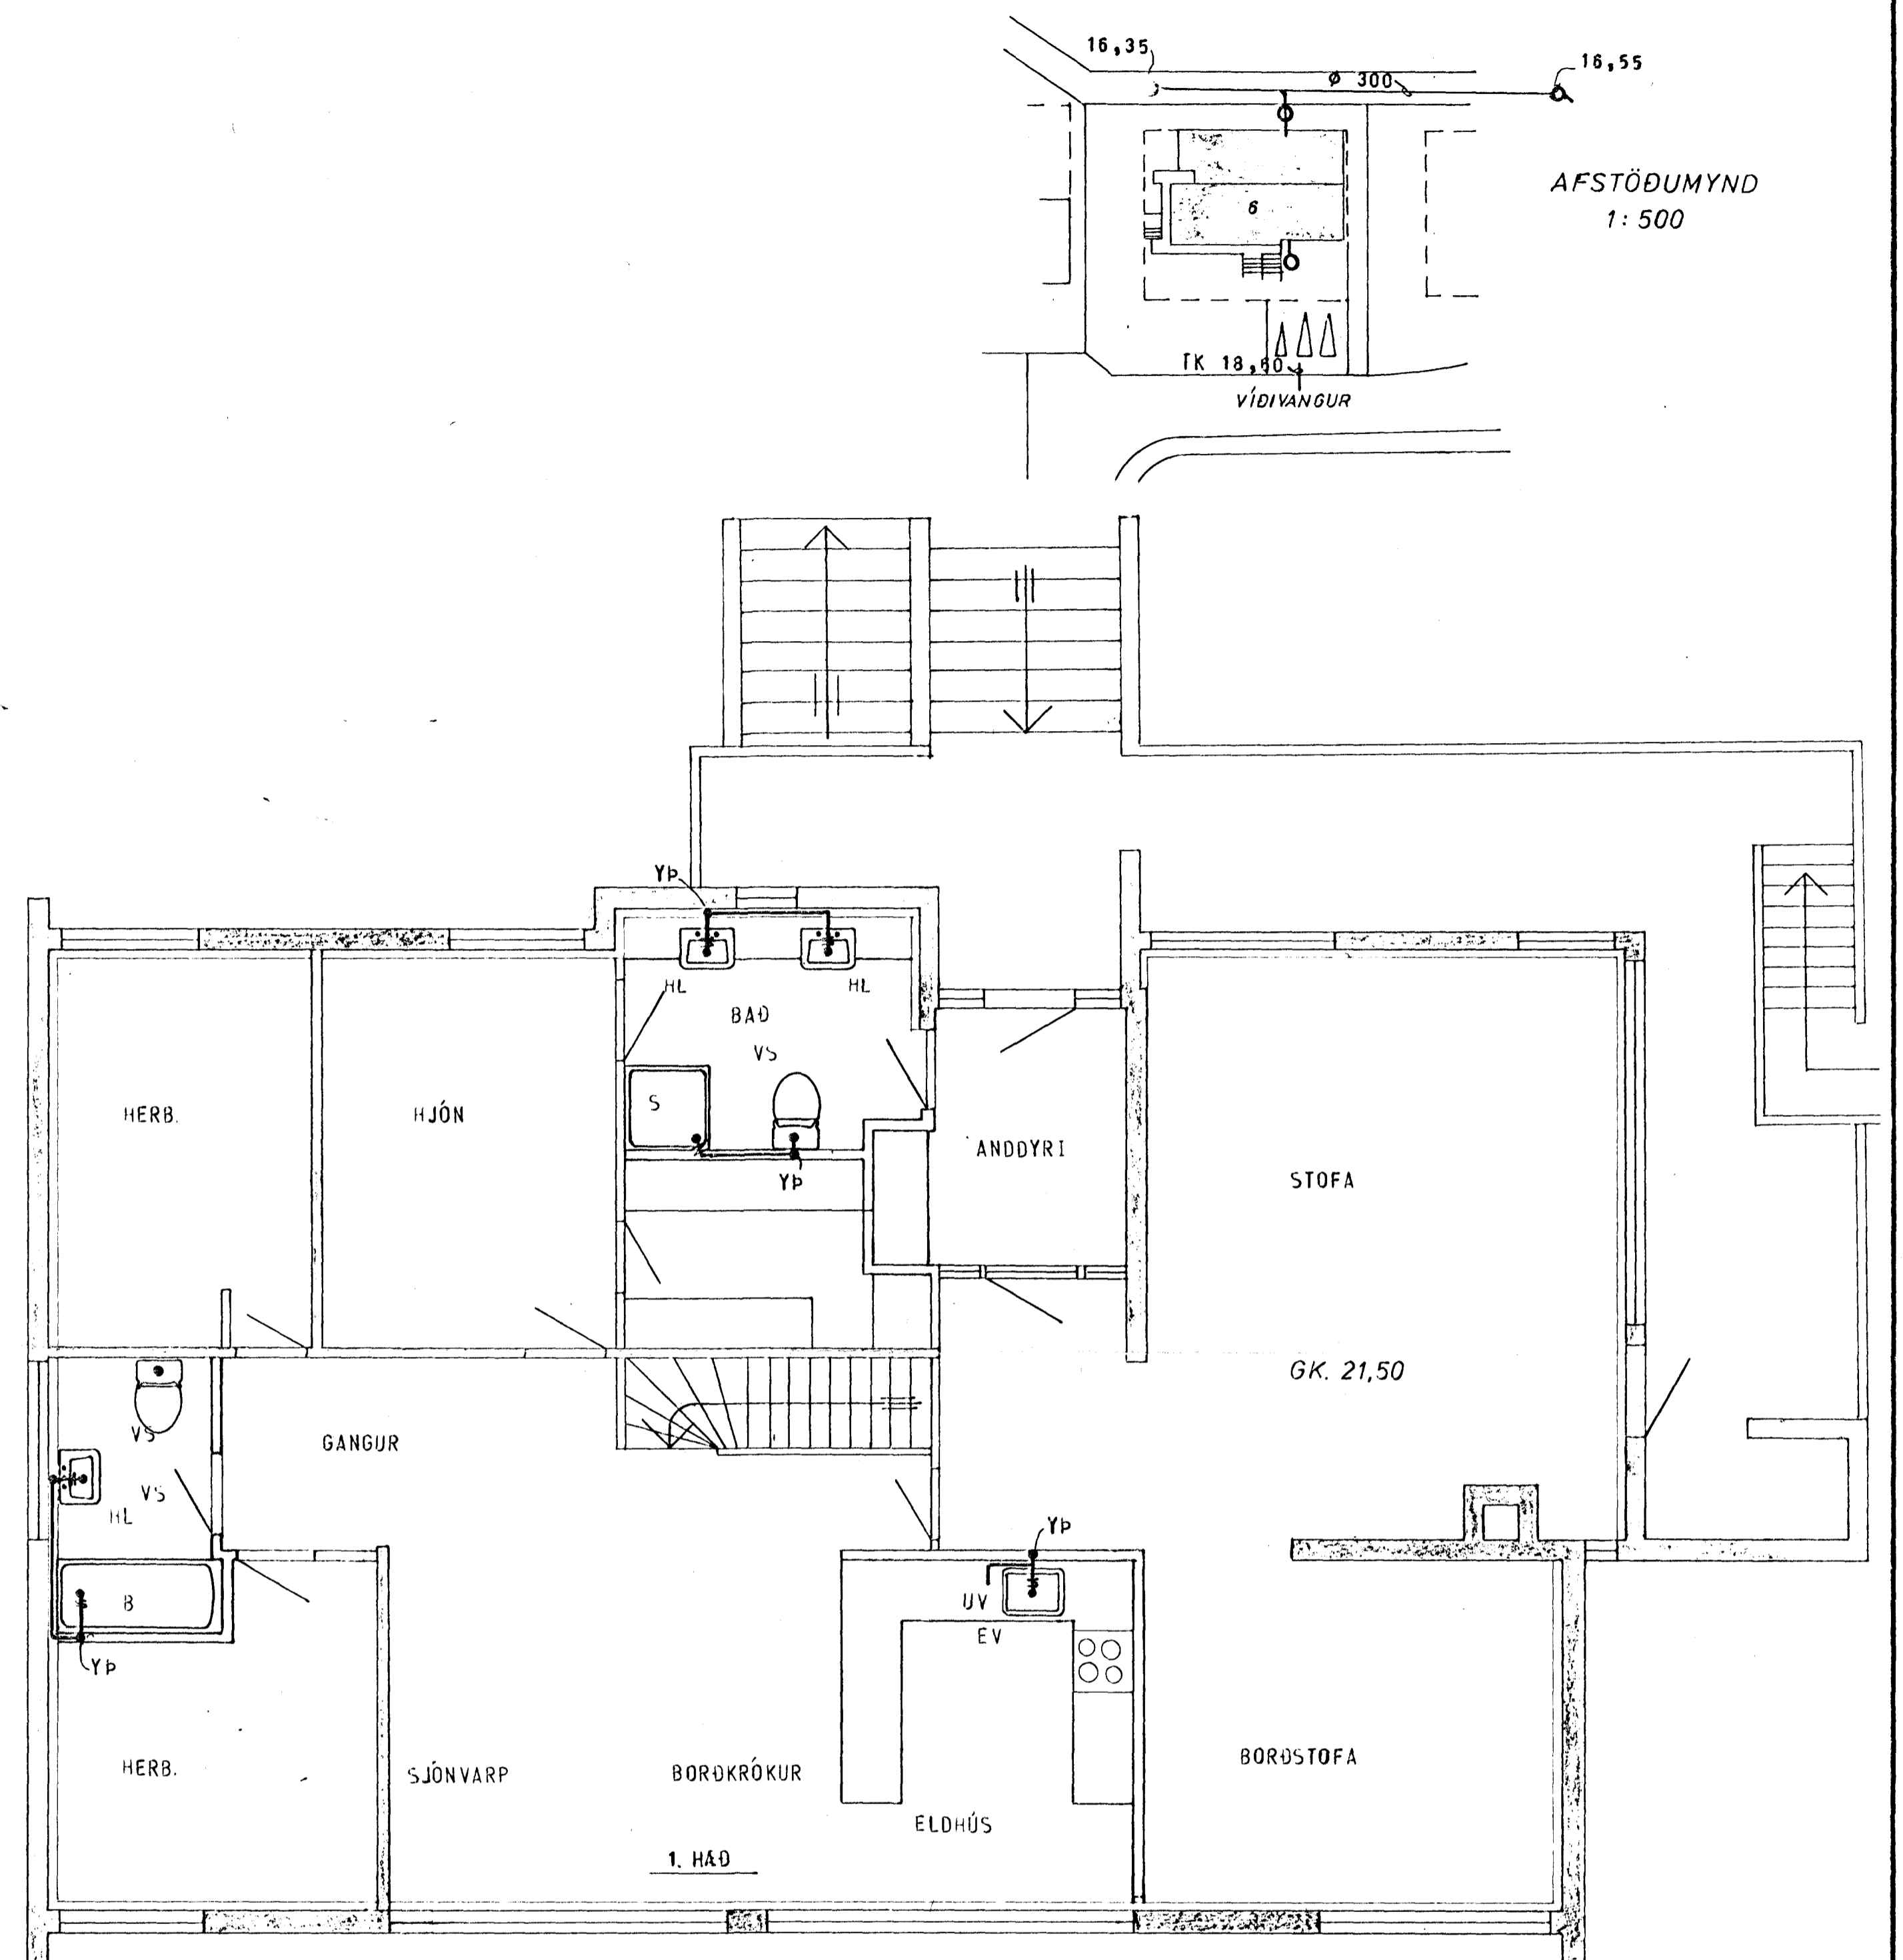 16,35
16,55
Ø 300
AFSTÖÐUMYND
1: 500
6
TK 18,60
VÍÐIVANGUR
YÞ
HL
HL
BAÐ
VS
S
YÞ
HERB.
HJÓN
ANDDYRI
STOFA
GK. 21,50
VS
GANGUR
VS
HL
B
YÞ
YÞ
UV
EV
HERB.
SJÓNVARP
BORÐKRÓKUR
ELDHÚS
BORÐSTOFA
1. HÆÐ